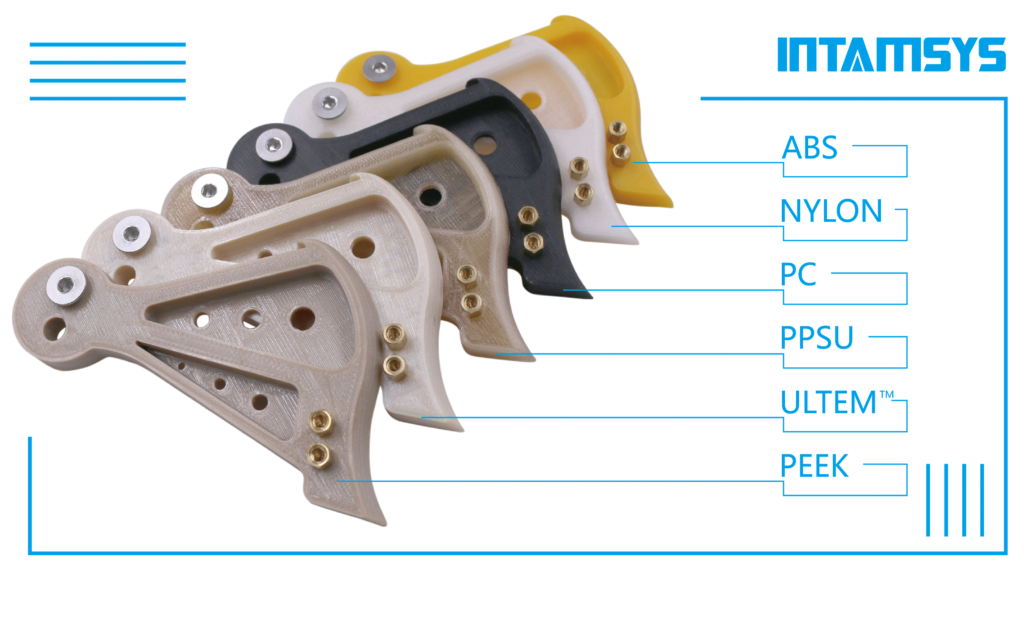 INTAMSYS
ABS
NYLON
PC
PPSU
ULTEM™
PEEK